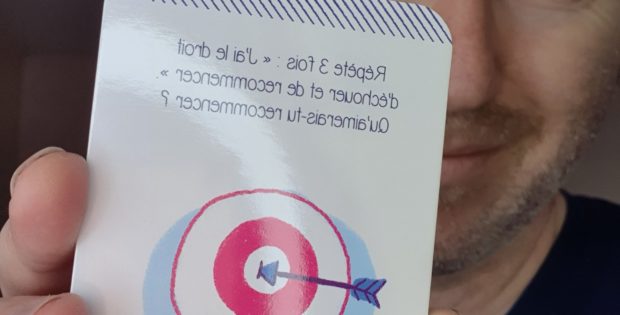 Répète 3 fois : « J'ai le droit
d'échouer et de recommencer ».
Qu'aimerais-tu recommencer ?